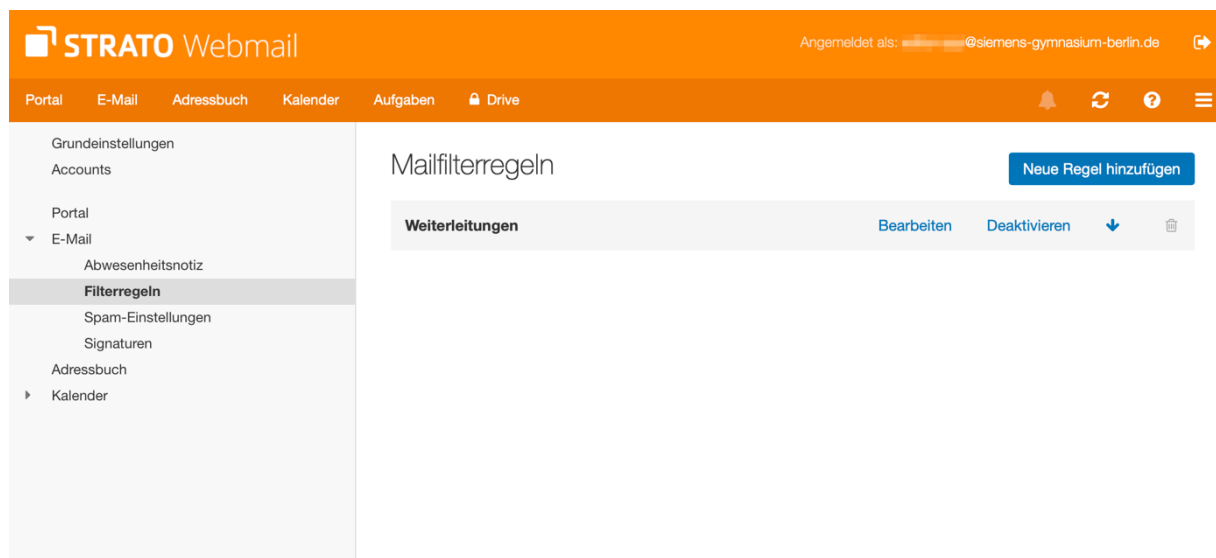 STRATO Webmail
Angemeldet als: @siemens-gymnasium-berlin.de
Portal E-Mail Adressbuch Kalender Aufgaben Drive
Grundeinstellungen
Accounts
Portal
E-Mail
Abwesenheitsnotiz
Filterregeln
Spam-Einstellungen
Signaturen
Adressbuch
Kalender
Mailfilterregeln
Neue Regel hinzufügen
Weiterleitungen Bearbeiten Deaktivieren